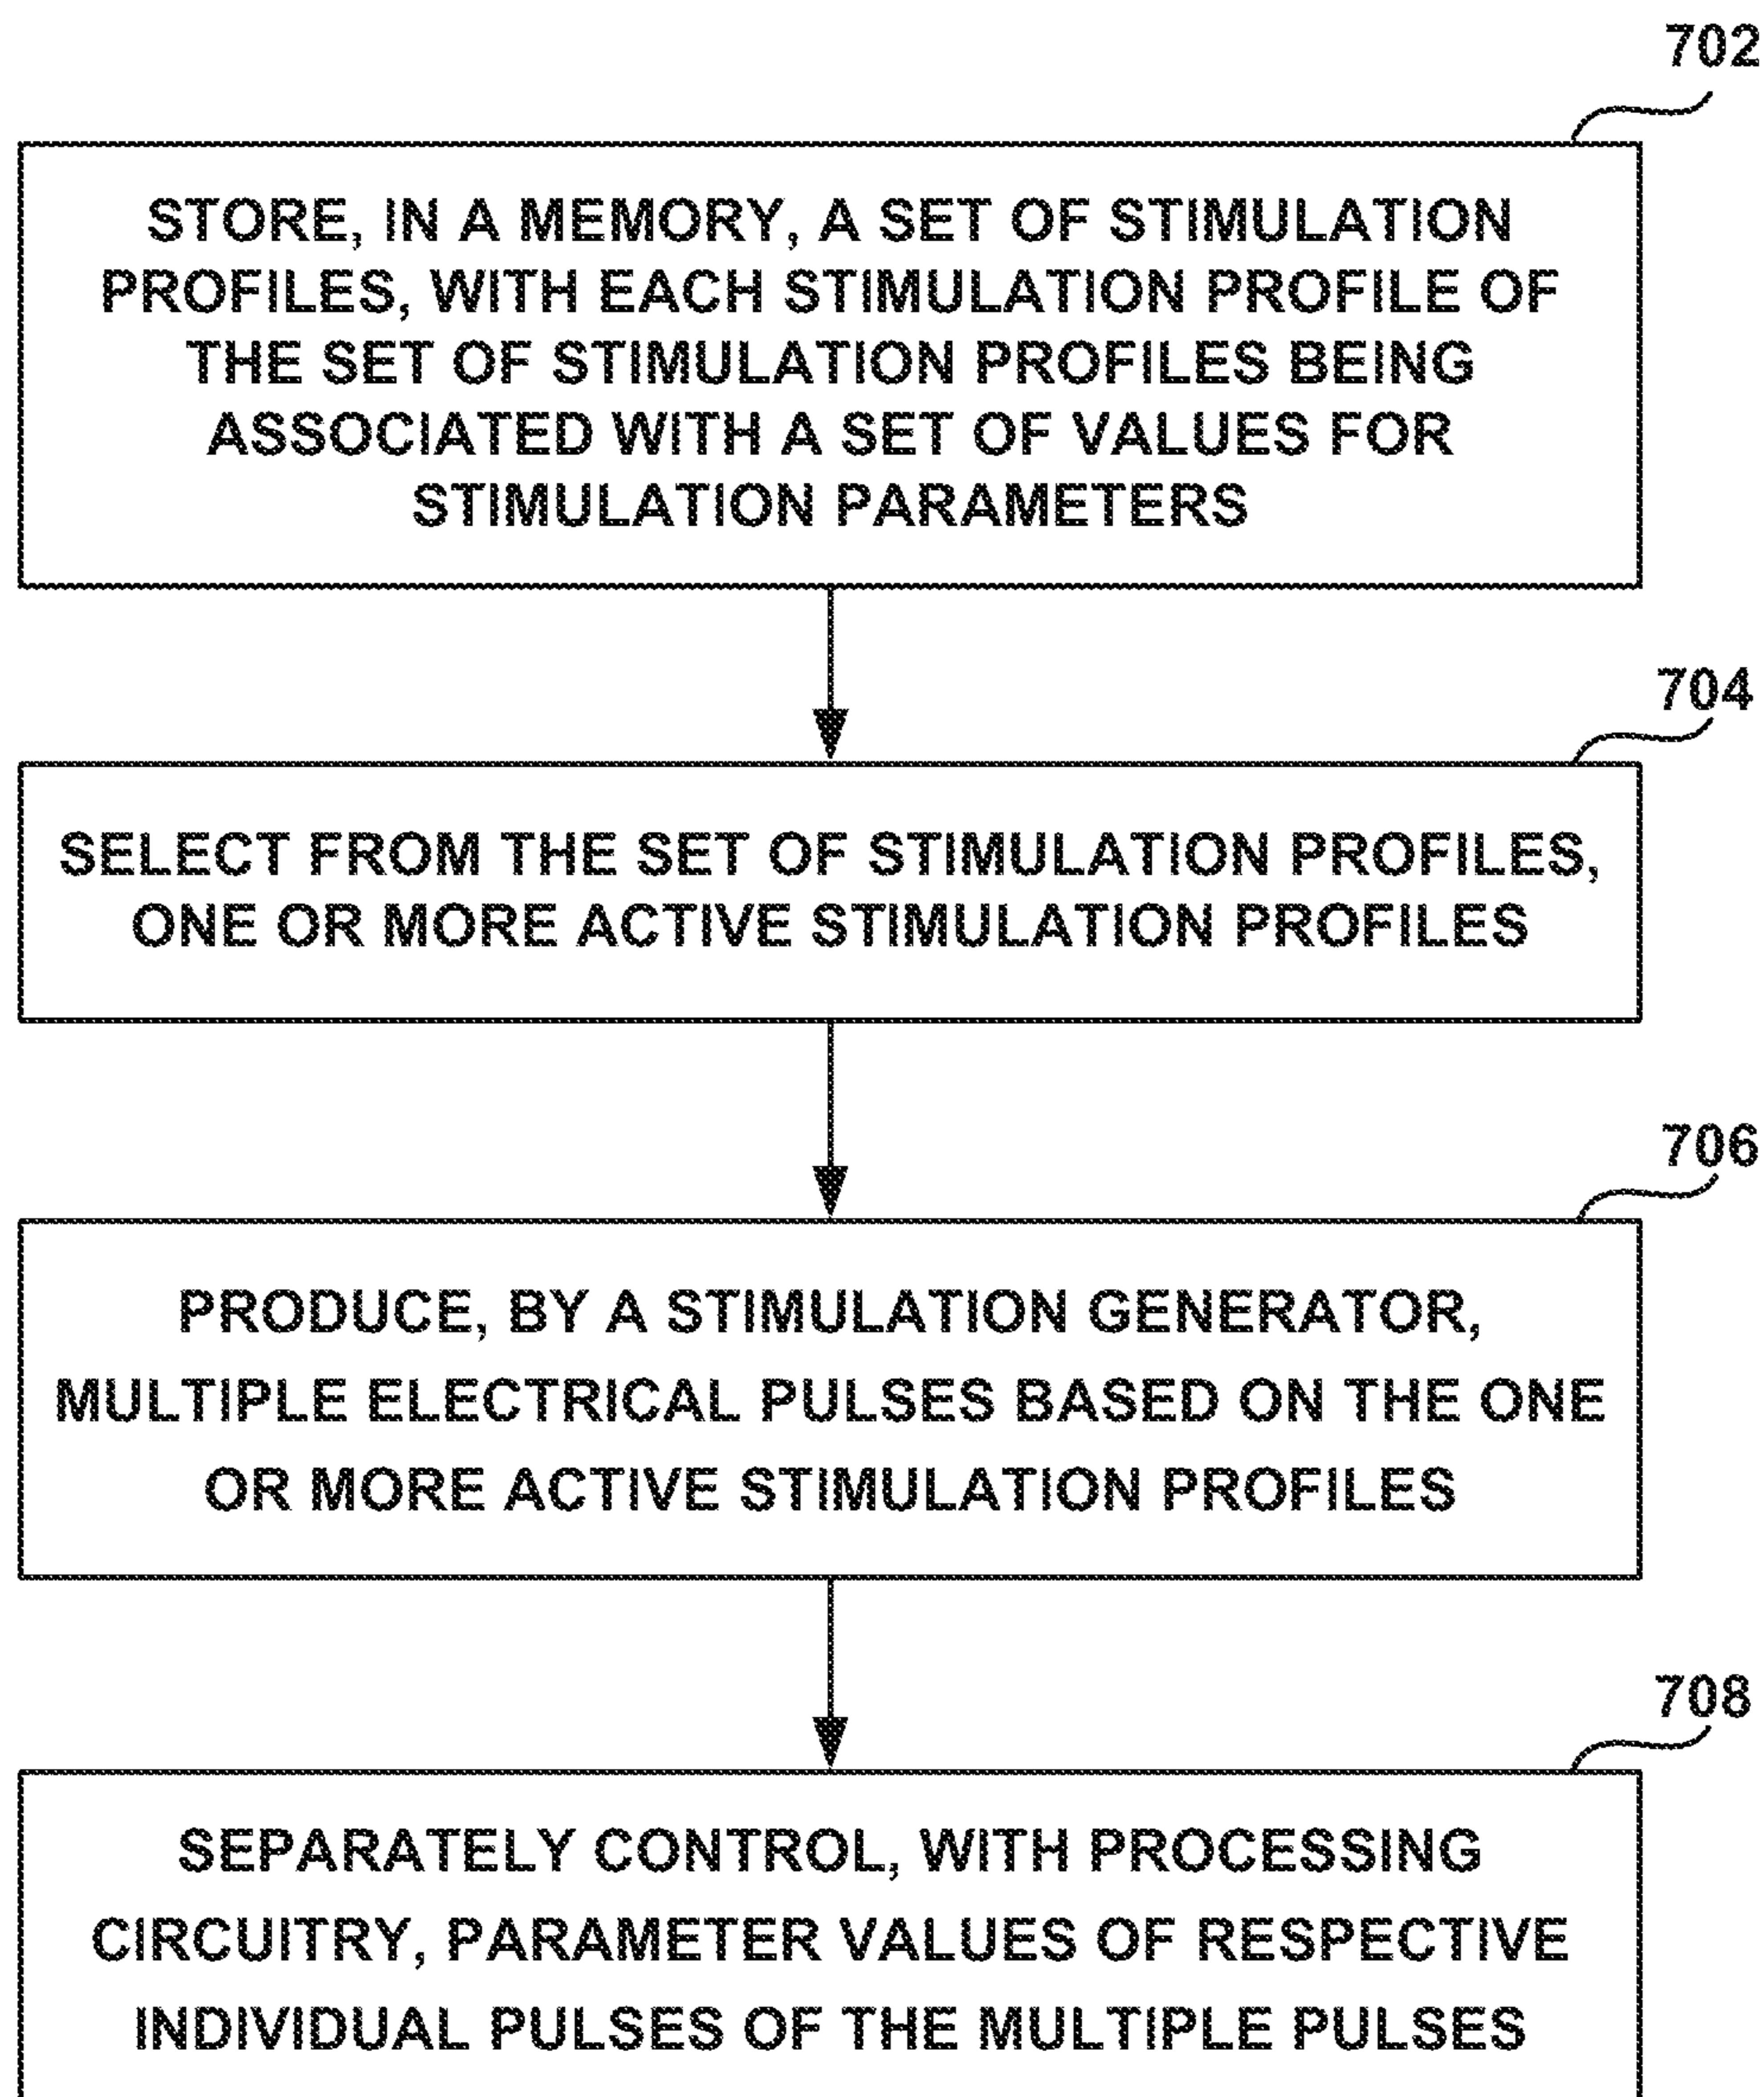 702
STORE, IN A MEMORY, A SET OF STIMULATION
PROFILES, WITH EACH STIMULATION PROFILE OF
THE SET OF STIMULATION PROFILES BEING
ASSOCIATED WITH A SET OF VALUES FOR
STIMULATION PARAMETERS
704
SELECT FROM THE SET OF STIMULATION PROFILES,
ONE OR MORE ACTIVE STIMULATION PROFILES
706
PRODUCE, BY A STIMULATION GENERATOR,
MULTIPLE ELECTRICAL PULSES BASED ON THE ONE
OR MORE ACTIVE STIMULATION PROFILES
708
SEPARATELY CONTROL, WITH PROCESSING
CIRCUITRY, PARAMETER VALUES OF RESPECTIVE
INDIVIDUAL PULSES OF THE MULTIPLE PULSES